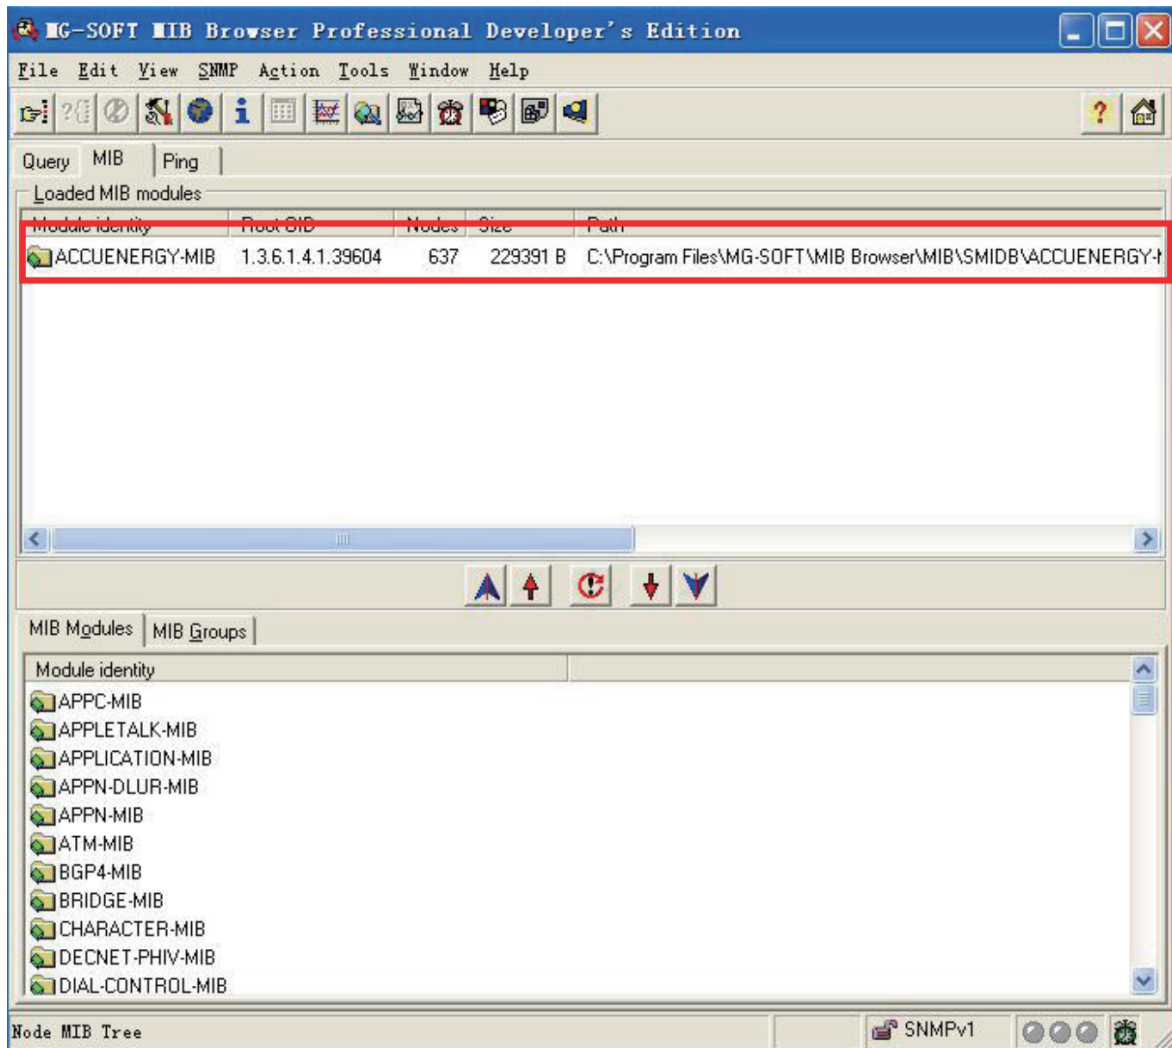 MG-SOFT MIB Browser Professional Developer's Edition
File Edit View SNMP Action Tools Window Help
Query MIB Ping
Loaded MIB modules
Module identity Root OID Nodes Size Path
ACCUENERGY-MIB 1.3.6.1.4.1.39604 637 229391 B C:\Program Files\MG-SOFT\MIB Browser\MIB\SMIDB\ACCUENERGY-
MIB Modules MIB Groups
Module identity
APPC-MIB
APPLETALK-MIB
APPLICATION-MIB
APPN-DLUR-MIB
APPN-MIB
ATM-MIB
BGP4-MIB
BRIDGE-MIB
CHARACTER-MIB
DECNET-PHIV-MIB
DIAL-CONTROL-MIB
Node MIB Tree SNMPv1